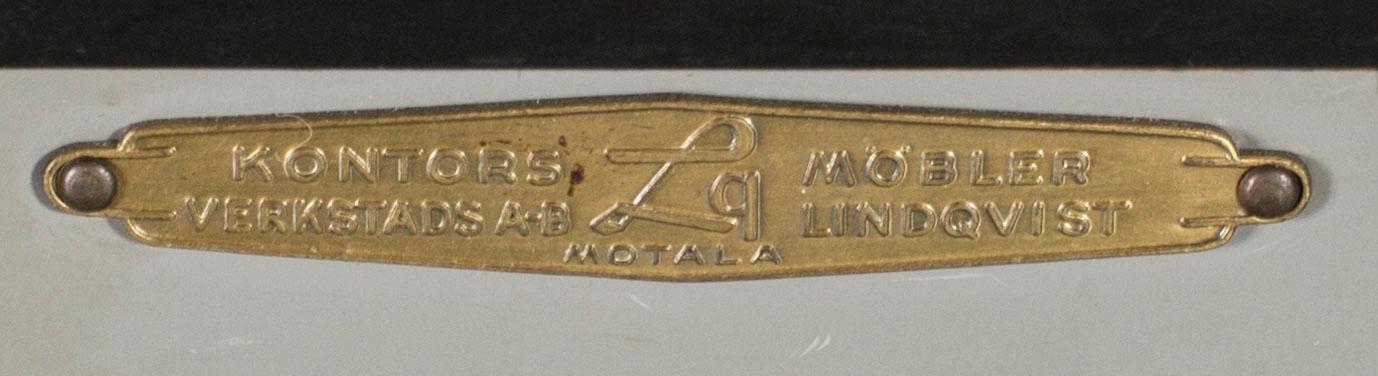 KONTORS Lq MÖBLER
VERKSTADS A-B LINDQVIST
MOTALA